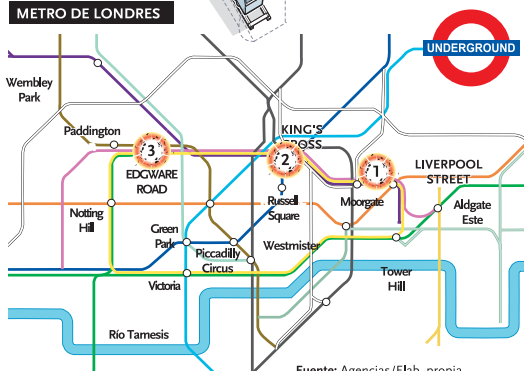 METRO DE LONDRES
UNDERGROUND
Wembley
Park
Paddington
3
EDGWARE
ROAD
KING'S
CROSS
2
1
LIVERPOOL
STREET
Moorgate
Russell
Square
Aldgate
Este
Notting
Hill
Green
Park
Piccadilly
Circus
Westmister
Victoria
Tower
Hill
Río Tamesis
Fuente: Agencias/Elab. propia